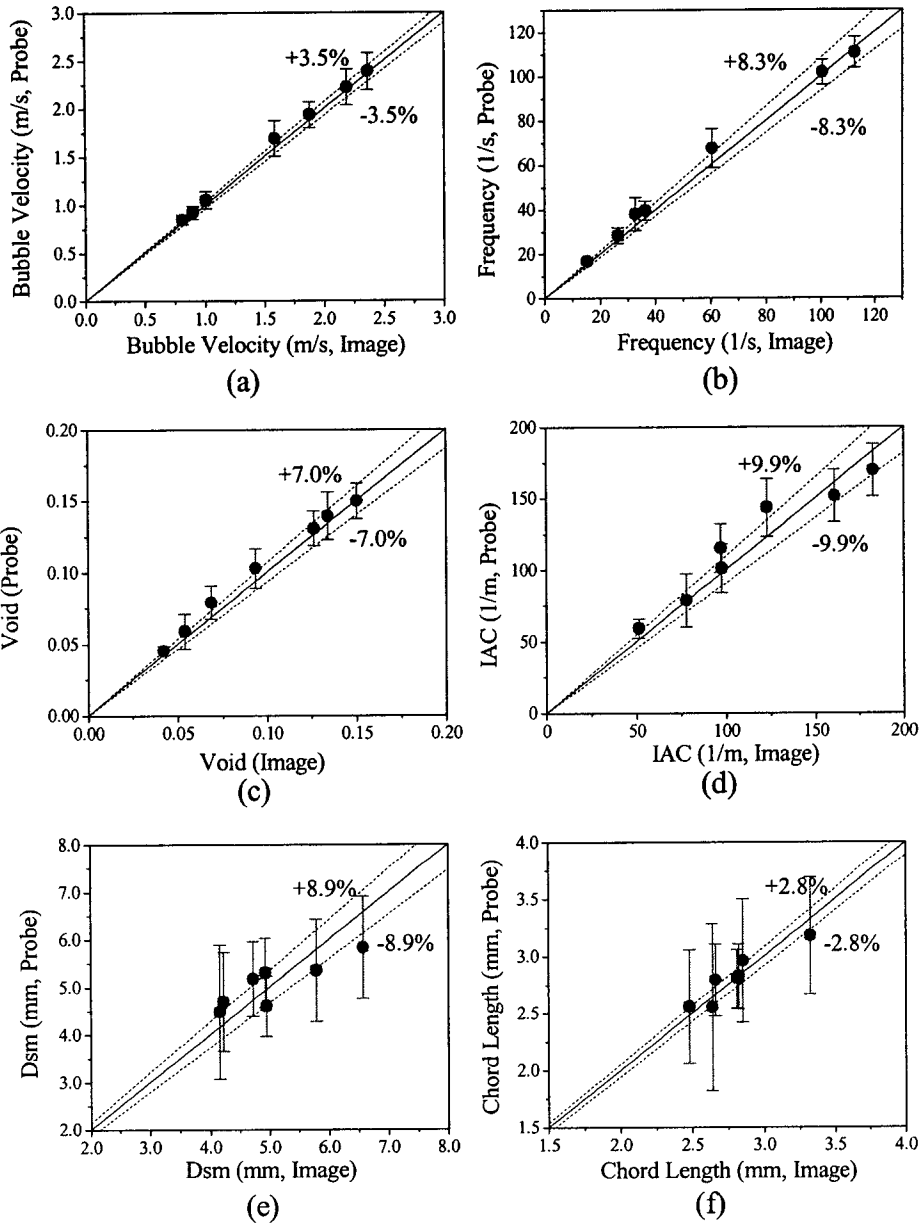 3.0
2.5
2.0
1.5
1.0
0.5
0.0
Bubble Velocity (m/s, Probe)
+3.5%
-3.5%
0.0 0.5 1.0 1.5 2.0 2.5 3.0
Bubble Velocity (m/s, Image)
(a)
120
100
80
60
40
20
0
Frequency (1/s, Probe)
+8.3%
-8.3%
0 20 40 60 80 100 120
Frequency (1/s, Image)
(b)
0.20
0.15
0.10
0.05
0.00
Void (Probe)
+7.0%
-7.0%
0.00 0.05 0.10 0.15 0.20
Void (Image)
(c)
200
150
100
50
0
IAC (1/m, Probe)
+9.9%
-9.9%
0 50 100 150 200
IAC (1/m, Image)
(d)
8.0
7.0
6.0
5.0
4.0
3.0
2.0
Dsm (mm, Probe)
+8.9%
-8.9%
2.0 3.0 4.0 5.0 6.0 7.0 8.0
Dsm (mm, Image)
(e)
4.0
3.5
3.0
2.5
2.0
1.5
Chord Length (mm, Probe)
+2.8%
-2.8%
1.5 2.0 2.5 3.0 3.5 4.0
Chord Length (mm, Image)
(f)